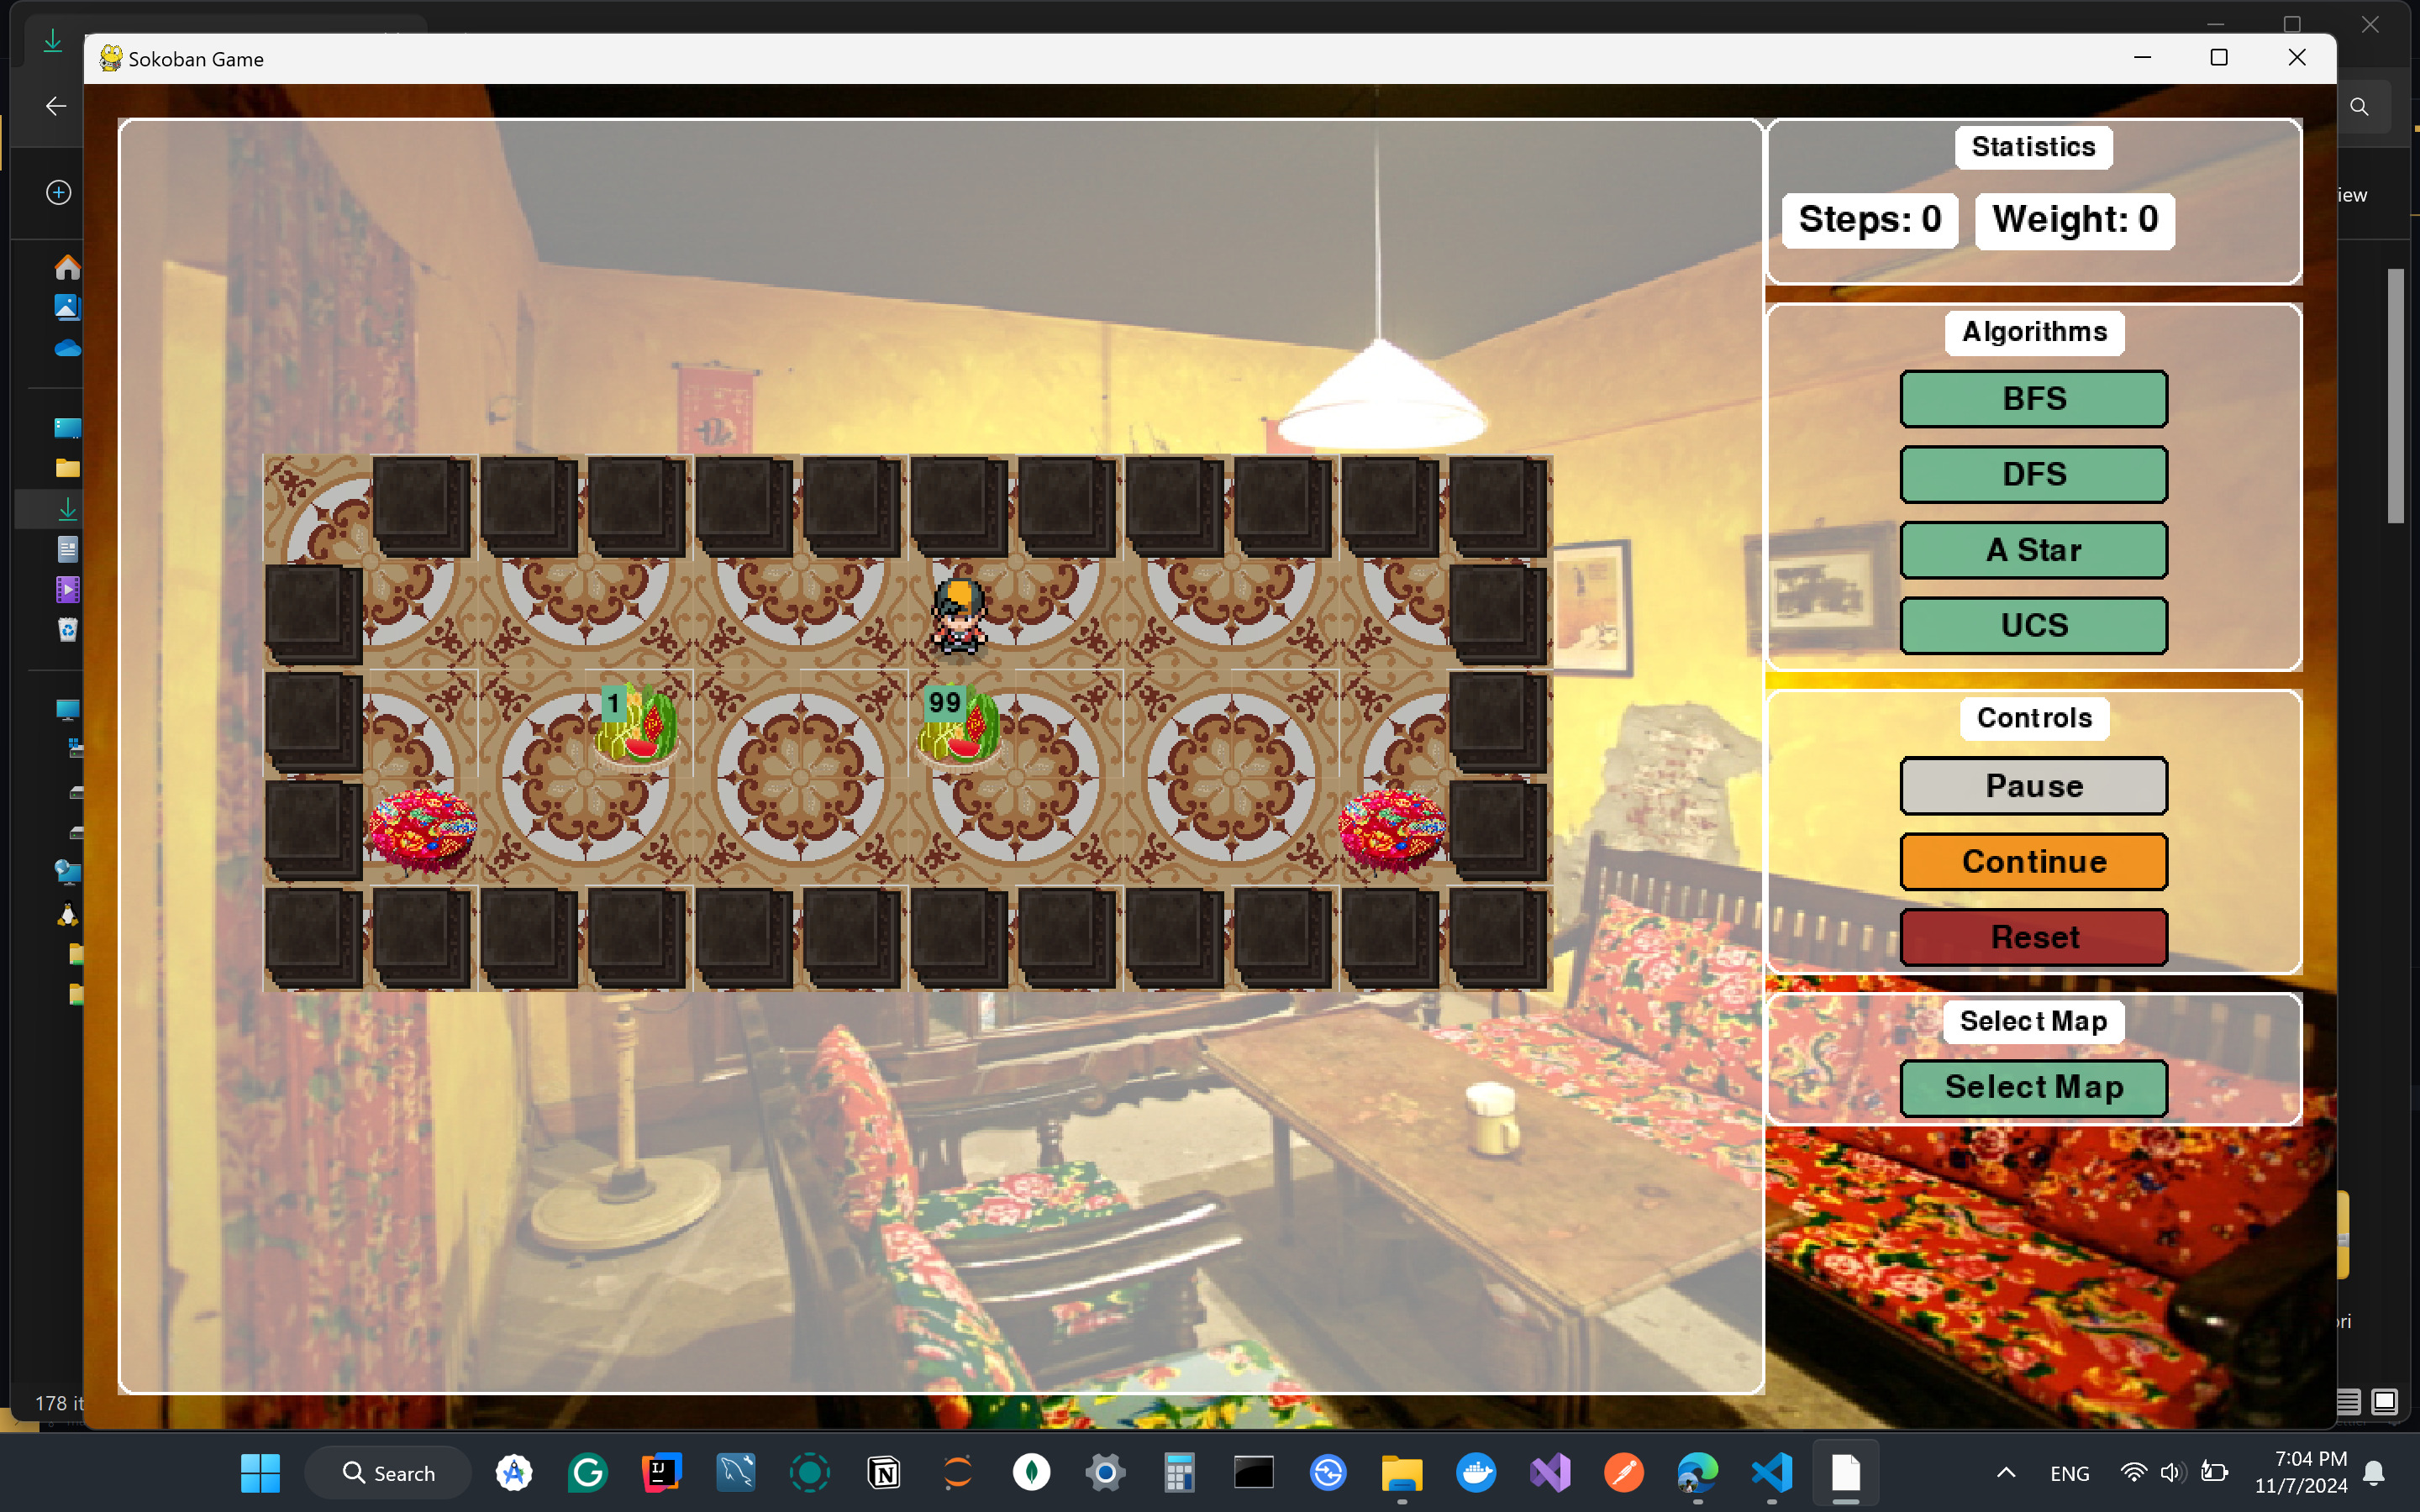 Sokoban Game
Statistics
Steps: 0
Weight: 0
iew
Algorithms
BFS
DFS
A Star
UCS
1
99
Controls
Pause
Continue
Reset
Select Map
Select Map
ori
178 it
Search
ENG
7:04 PM
11/7/2024